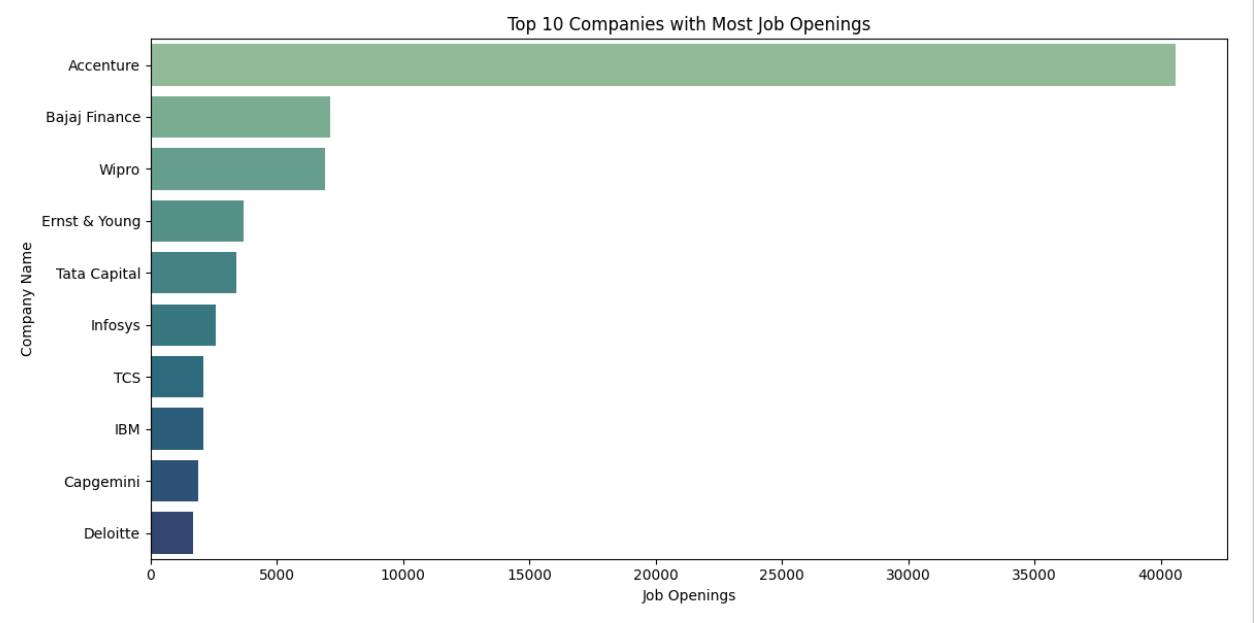 Top 10 Companies with Most Job Openings
Company Name
Accenture
Bajaj Finance
Wipro
Ernst & Young
Tata Capital
Infosys
TCS
IBM
Capgemini
Deloitte
0 5000 10000 15000 20000 25000 30000 35000 40000
Job Openings